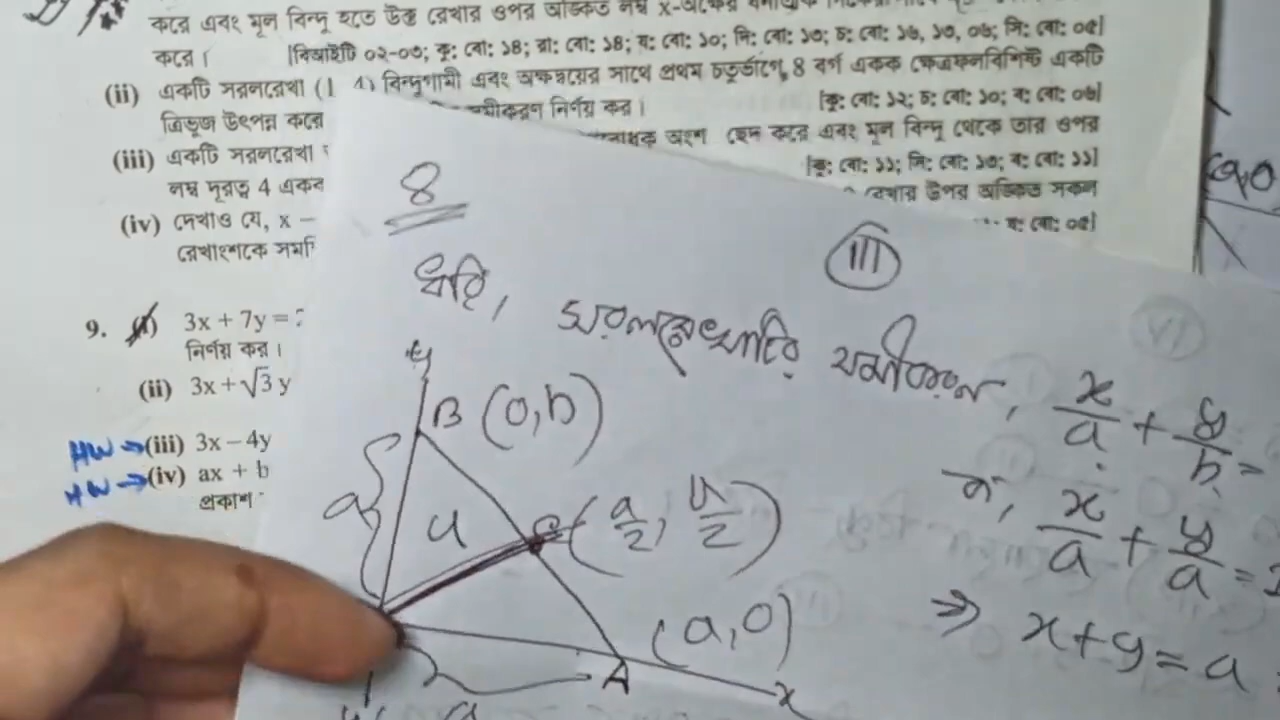 করে এবং মূল বিন্দু হতে উক্ত রেখার ওপর অঙ্কিত লম্ব x-অক্ষের
করে। [বিআইটি ০২-০৩; কু: বো: ১৪; রা: বো: ১৪; য: বো: ১০; দি: বো: ১৩; চ: বো: ১৬, ১৩, ০৬; সি: বো: ০৫]
(ii) একটি সরলরেখা (1 4) বিন্দুগামী এবং অক্ষদ্বয়ের সাথে প্রথম চতুর্ভাগে 8 বর্গ একক ক্ষেত্রফলবিশিষ্ট একটি
ত্রিভুজ উৎপন্ন করে মীকরণ নির্ণয় কর। [কু: বো: ১২; চ: বো: ১০; ব: বো: ০৬]
(iii) একটি সরলরেখা অংশ ছেদ করে এবং মূল বিন্দু থেকে তার ওপর
লম্ব দূরত্ব 4 একক [কু: বো: ১১; সি: বো: ১৩; ব: বো: ১১]
(iv) দেখাও যে, x – রেখার উপর অঙ্কিত সকল
রেখাংশকে সমদ্বি য: বো: ০৫]
8
III
ধরি, সরলরেখাটির সমীকরণ, x/a + y/b =
বা, x/a + y/a = 1
⇒ x+y = a
y
B (0,b)
a
4
C (a/2, a/2)
(a,0)
A
x
a
9. (i) 3x + 7y =
নির্ণয় কর।
(ii) 3x + √3 y
HW → (iii) 3x – 4y
HW → (iv) ax + b
প্রকাশ